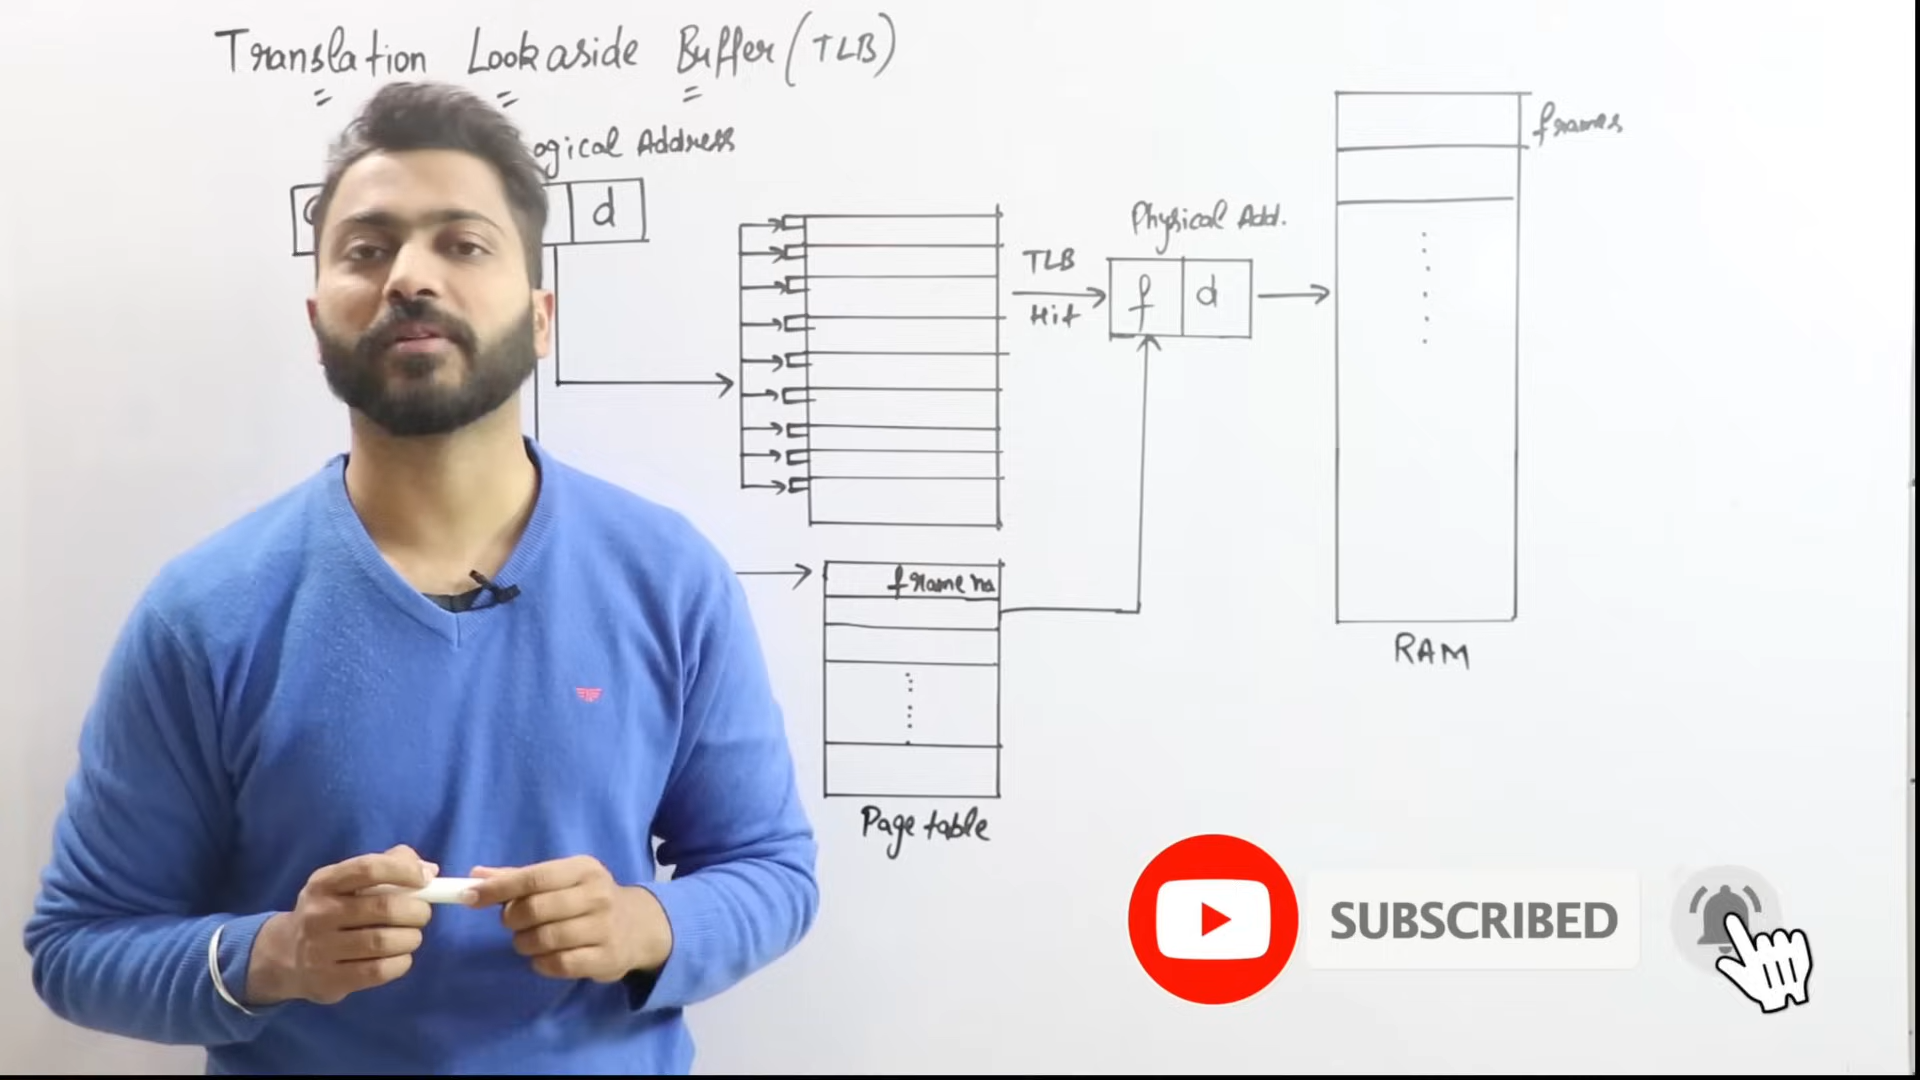 Translation Lookaside Buffer (TLB)
ogical Address
d
frames
Physical Add.
TLB
Hit
f d
frame no
Page table
RAM
SUBSCRIBED